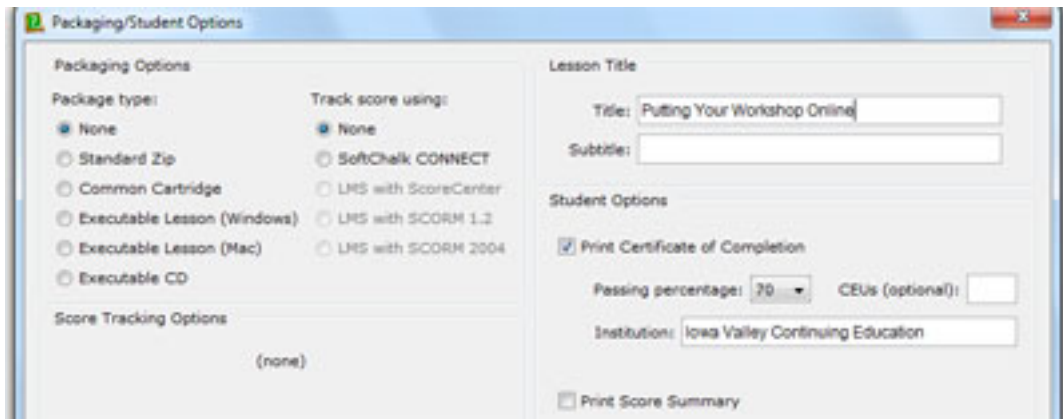 Packaging/Student Options
Packaging Options
Package type:
None
Standard Zip
Common Cartridge
Executable Lesson (Windows)
Executable Lesson (Mac)
Executable CD
Track score using:
None
SoftChalk CONNECT
LMS with ScoreCenter
LMS with SCORM 1.2
LMS with SCORM 2004
Score Tracking Options
(none)
Lesson Title
Title: Putting Your Workshop Online
Subtitle:
Student Options
Print Certificate of Completion
Passing percentage: 70 CEUs (optional):
Institution: Iowa Valley Continuing Education
Print Score Summary